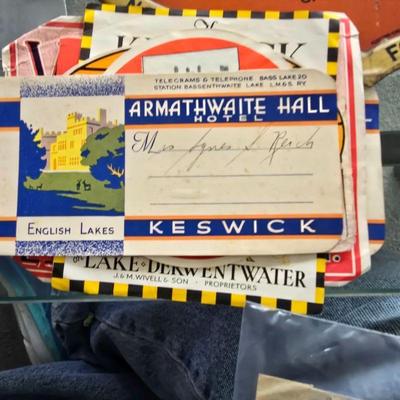 TELEGRAMS & TELEPHONE BASS LAKE 20
STATION BASSENTHWAITE LAKE L.M&S. RY.
ARMATHWAITE HALL
HOTEL
Mrs Agnes S. Reich
ENGLISH LAKES
KESWICK
LAKE DERWENTWATER
J. & M. WIVELL & SON PROPRIETORS